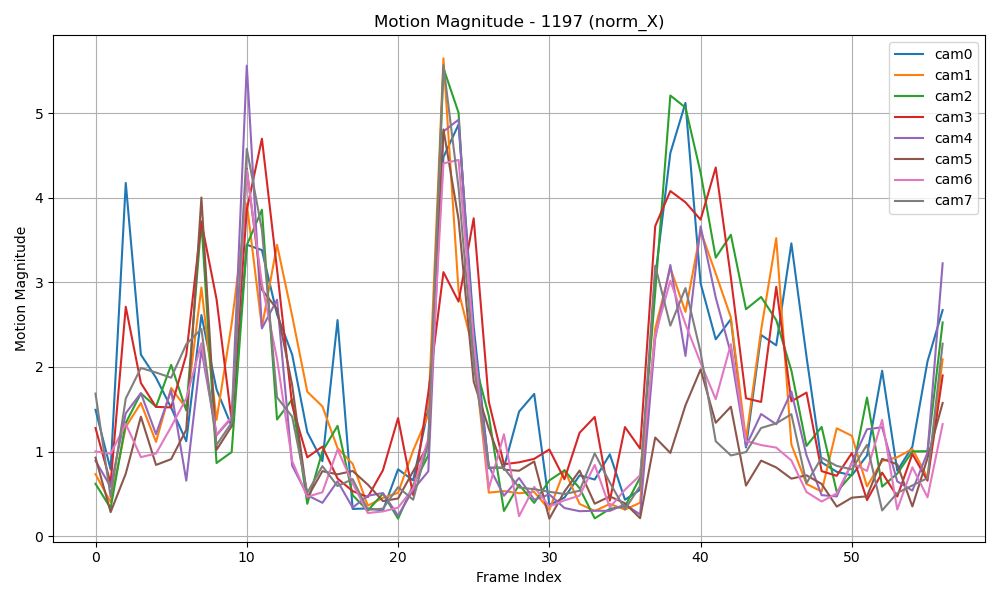 Motion Magnitude - 1197 (norm_X)
Motion Magnitude
5
4
3
2
1
0
0 10 20 30 40 50
Frame Index
cam0
cam1
cam2
cam3
cam4
cam5
cam6
cam7